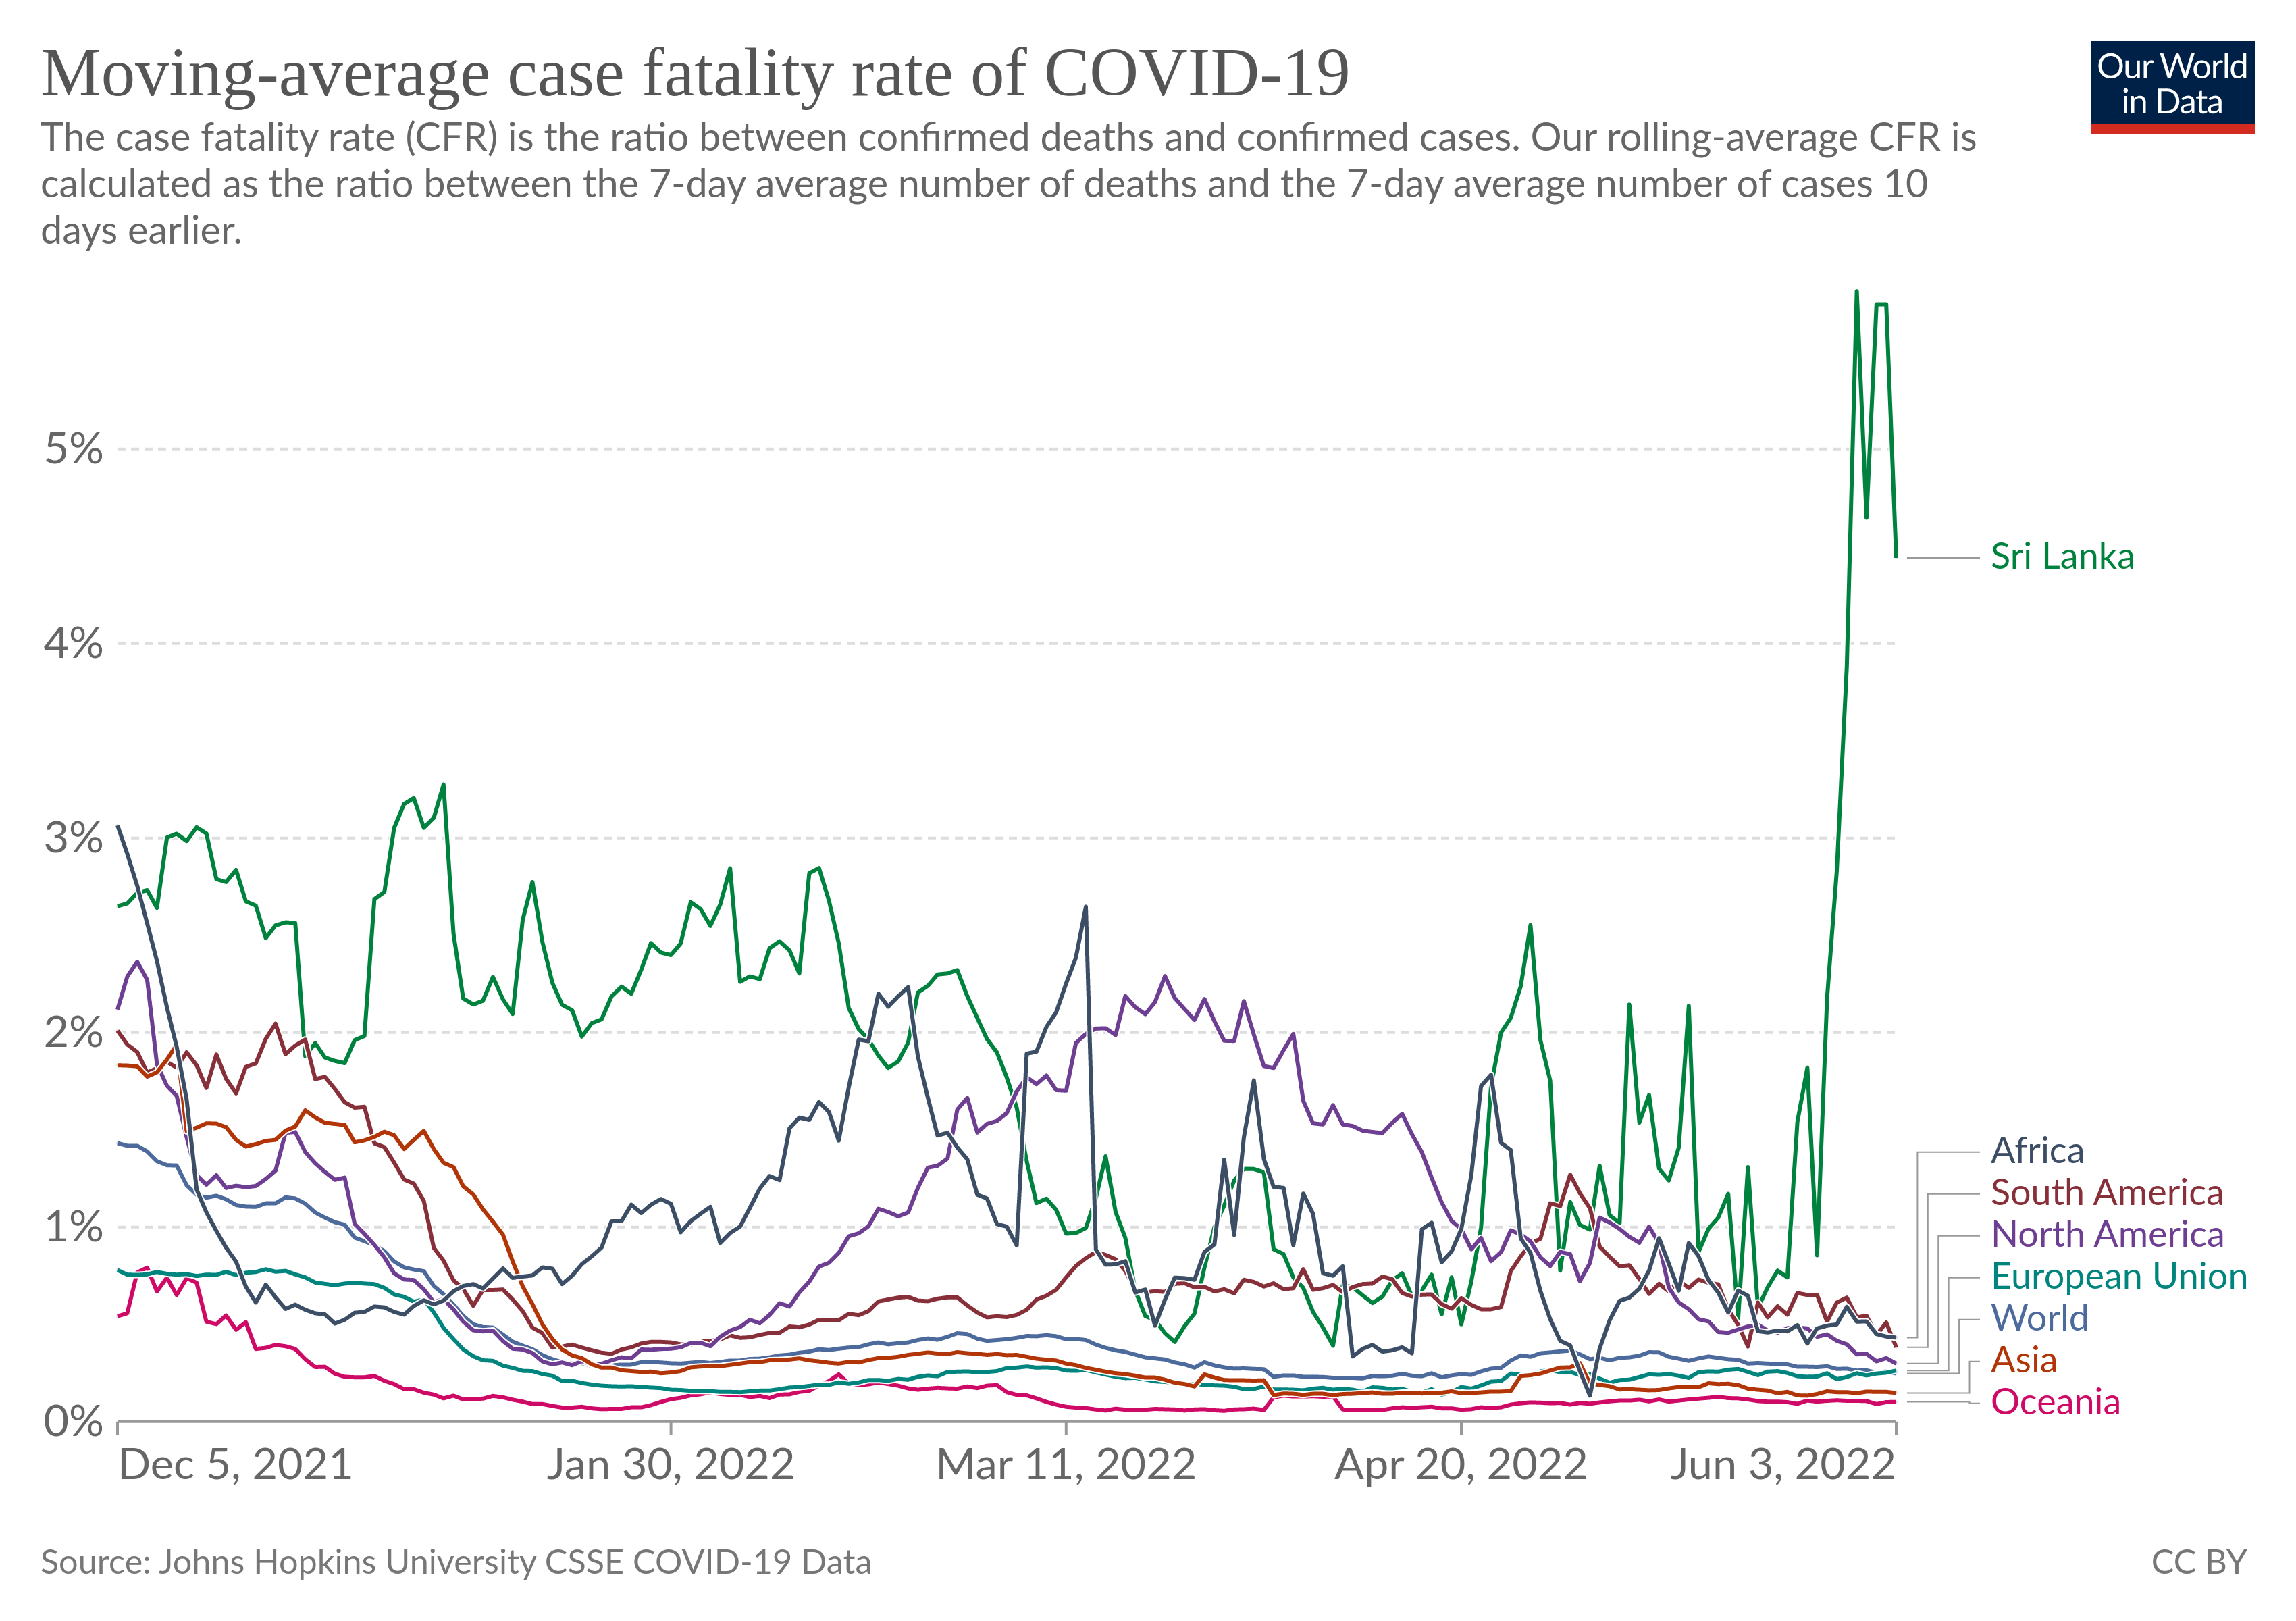 Moving-average case fatality rate of COVID-19
Our World
in Data
The case fatality rate (CFR) is the ratio between confirmed deaths and confirmed cases. Our rolling-average CFR is
calculated as the ratio between the 7-day average number of deaths and the 7-day average number of cases 10
days earlier.
5%
4%
3%
2%
1%
0%
Sri Lanka
Africa
South America
North America
European Union
World
Asia
Oceania
Dec 5, 2021
Jan 30, 2022
Mar 11, 2022
Apr 20, 2022
Jun 3, 2022
Source: Johns Hopkins University CSSE COVID-19 Data
CC BY